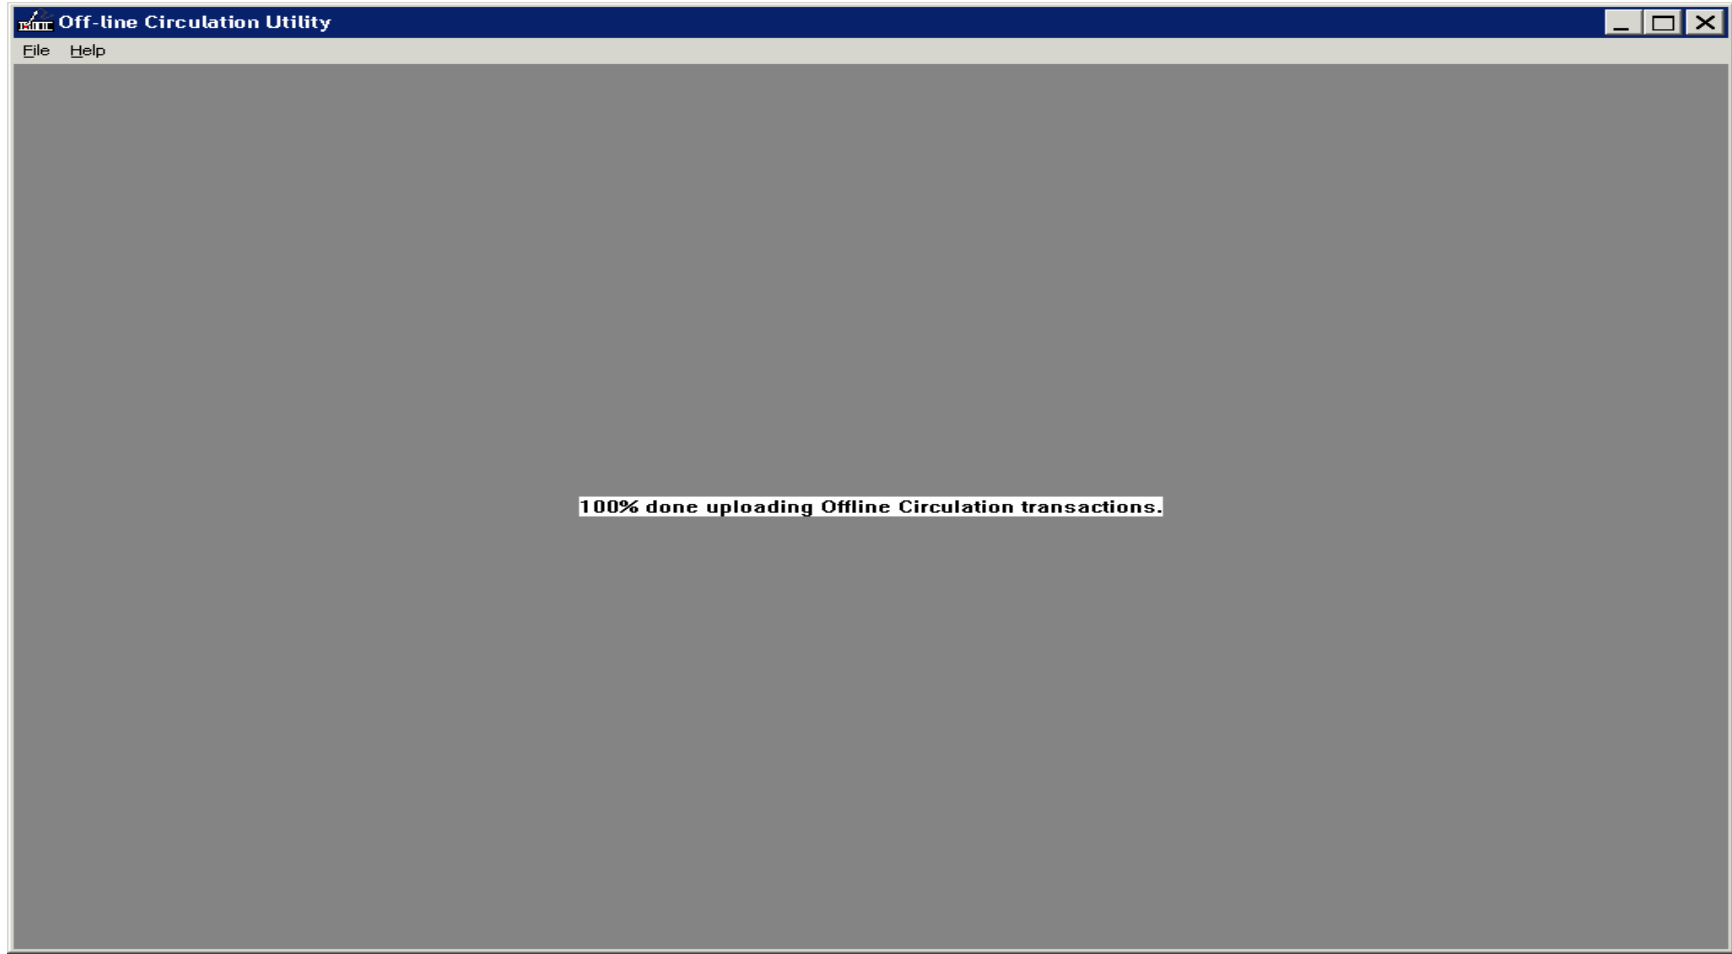 Off-line Circulation Utility
File Help
100% done uploading Offline Circulation transactions.